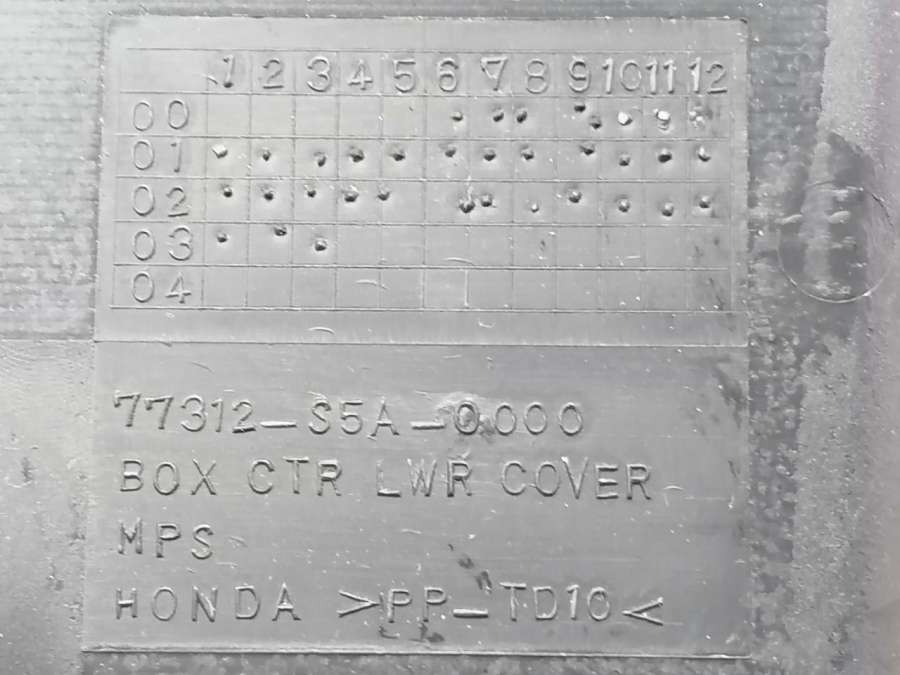 1 2 3 4 5 6 7 8 9 10 11 12
00
01
02
03
04
77312-S5A-0000
BOX CTR LWR COVER
MPS
HONDA >PP-TD10<